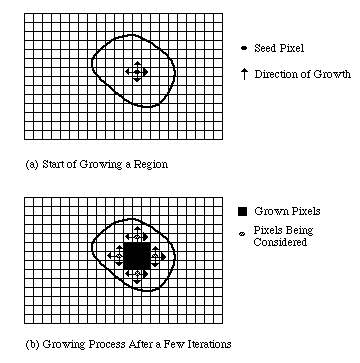 Seed Pixel
Direction of Growth
(a) Start of Growing a Region
Grown Pixels
Pixels Being
Considered
(b) Growing Process After a Few Iterations